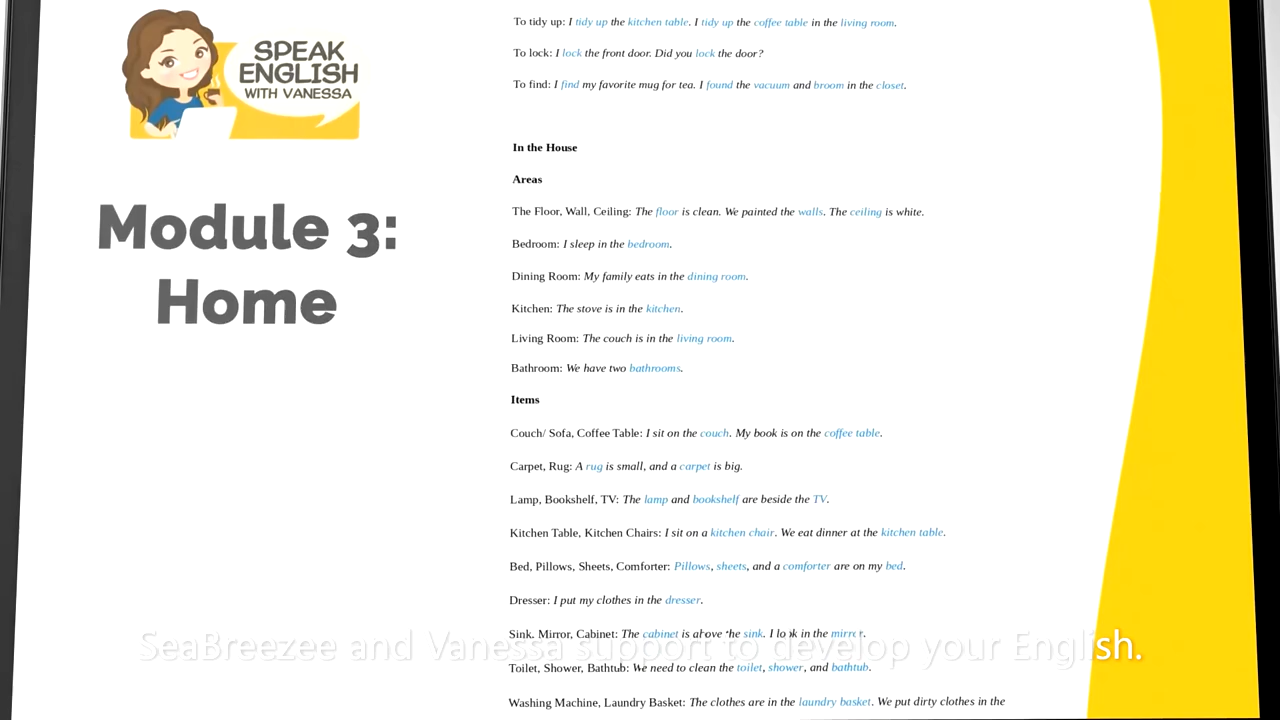 SPEAK
ENGLISH
WITH VANESSA
Module 3:
Home
To tidy up: I tidy up the kitchen table. I tidy up the coffee table in the living room.
To lock: I lock the front door. Did you lock the door?
To find: I find my favorite mug for tea. I found the vacuum and broom in the closet.
In the House
Areas
The Floor, Wall, Ceiling: The floor is clean. We painted the walls. The ceiling is white.
Bedroom: I sleep in the bedroom.
Dining Room: My family eats in the dining room.
Kitchen: The stove is in the kitchen.
Living Room: The couch is in the living room.
Bathroom: We have two bathrooms.
Items
Couch/ Sofa, Coffee Table: I sit on the couch. My book is on the coffee table.
Carpet, Rug: A rug is small, and a carpet is big.
Lamp, Bookshelf, TV: The lamp and bookshelf are beside the TV.
Kitchen Table, Kitchen Chairs: I sit on a kitchen chair. We eat dinner at the kitchen table.
Bed, Pillows, Sheets, Comforter: Pillows, sheets, and a comforter are on my bed.
Dresser: I put my clothes in the dresser.
Sink, Mirror, Cabinet: The cabinet is above the sink. I look in the mirror.
SeaBreezee and Vanessa support to develop your English.
Toilet, Shower, Bathtub: We need to clean the toilet, shower, and bathtub.
Washing Machine, Laundry Basket: The clothes are in the laundry basket. We put dirty clothes in the